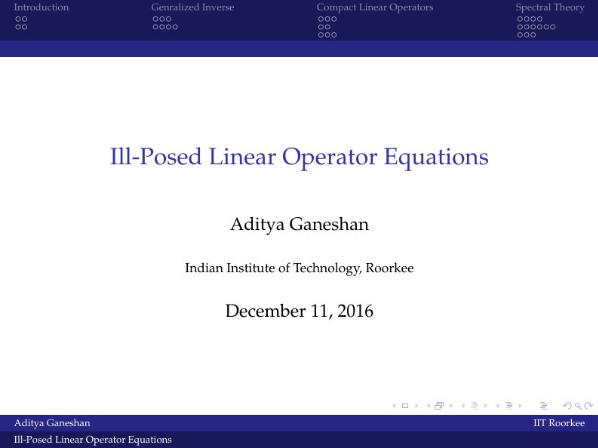 Introduction Genralized Inverse Compact Linear Operators Spectral Theory
Ill-Posed Linear Operator Equations
Aditya Ganeshan
Indian Institute of Technology, Roorkee
December 11, 2016
Aditya Ganeshan IIT Roorkee
Ill-Posed Linear Operator Equations